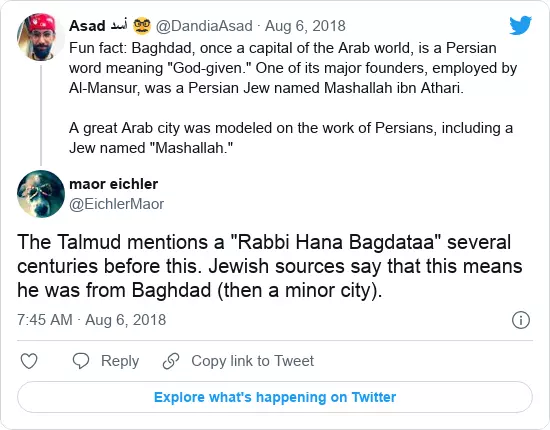 Asad أسد 🤓 @DandiaAsad · Aug 6, 2018
Fun fact: Baghdad, once a capital of the Arab world, is a Persian
word meaning "God-given." One of its major founders, employed by
Al-Mansur, was a Persian Jew named Mashallah ibn Athari.
A great Arab city was modeled on the work of Persians, including a
Jew named "Mashallah."
maor eichler
@EichlerMaor
The Talmud mentions a "Rabbi Hana Bagdataa" several
centuries before this. Jewish sources say that this means
he was from Baghdad (then a minor city).
7:45 AM · Aug 6, 2018
Reply Copy link to Tweet
Explore what's happening on Twitter